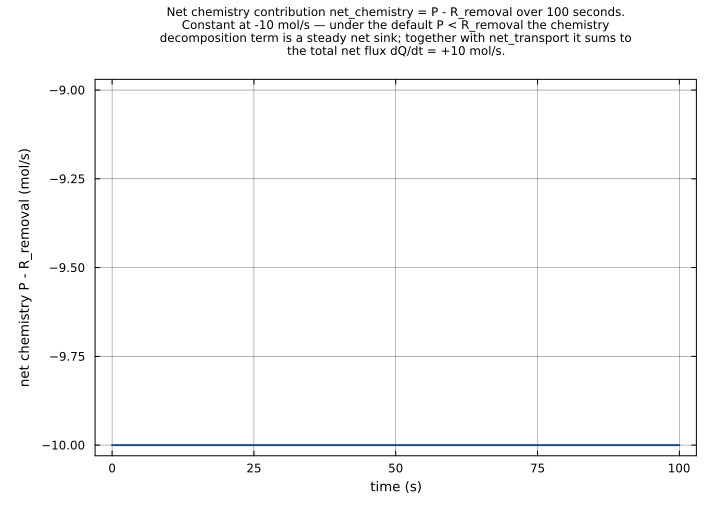 Net chemistry contribution net_chemistry = P - R_removal over 100 seconds.
Constant at -10 mol/s — under the default P < R_removal the chemistry
decomposition term is a steady net sink; together with net_transport it sums to
the total net flux dQ/dt = +10 mol/s.
net chemistry P - R_removal (mol/s)
−9.00
−9.25
−9.50
−9.75
−10.00
0 25 50 75 100
time (s)